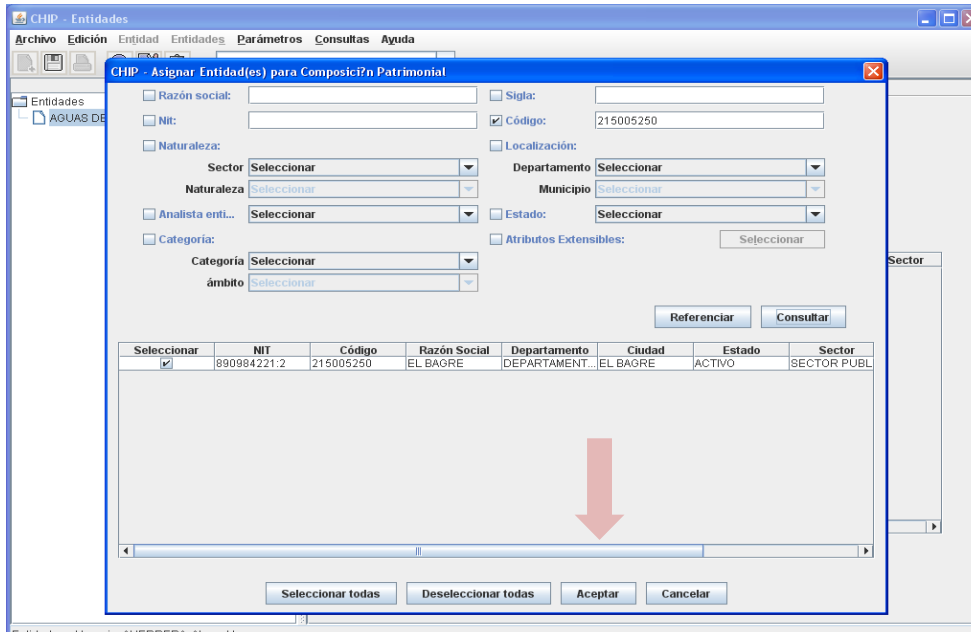 CHIP - Entidades
Archivo Edición Entidad Entidades Parámetros Consultas Ayuda
CHIP - Asignar Entidad(es) para Composici?n Patrimonial
Entidades
AGUAS DE
Razón social: Sigla:
Nit: Código: 215005250
Naturaleza: Localización:
Sector Seleccionar Departamento Seleccionar
Naturaleza Seleccionar Municipio Seleccionar
Analista enti... Seleccionar Estado: Seleccionar
Categoría: Atributos Extensibles: Seleccionar
Categoría Seleccionar
ámbito Seleccionar
Sector
Referenciar Consultar
Seleccionar NIT Código Razón Social Departamento Ciudad Estado Sector
890984221:2 215005250 EL BAGRE DEPARTAMENT... EL BAGRE ACTIVO SECTOR PUBL
Seleccionar todas Deseleccionar todas Aceptar Cancelar